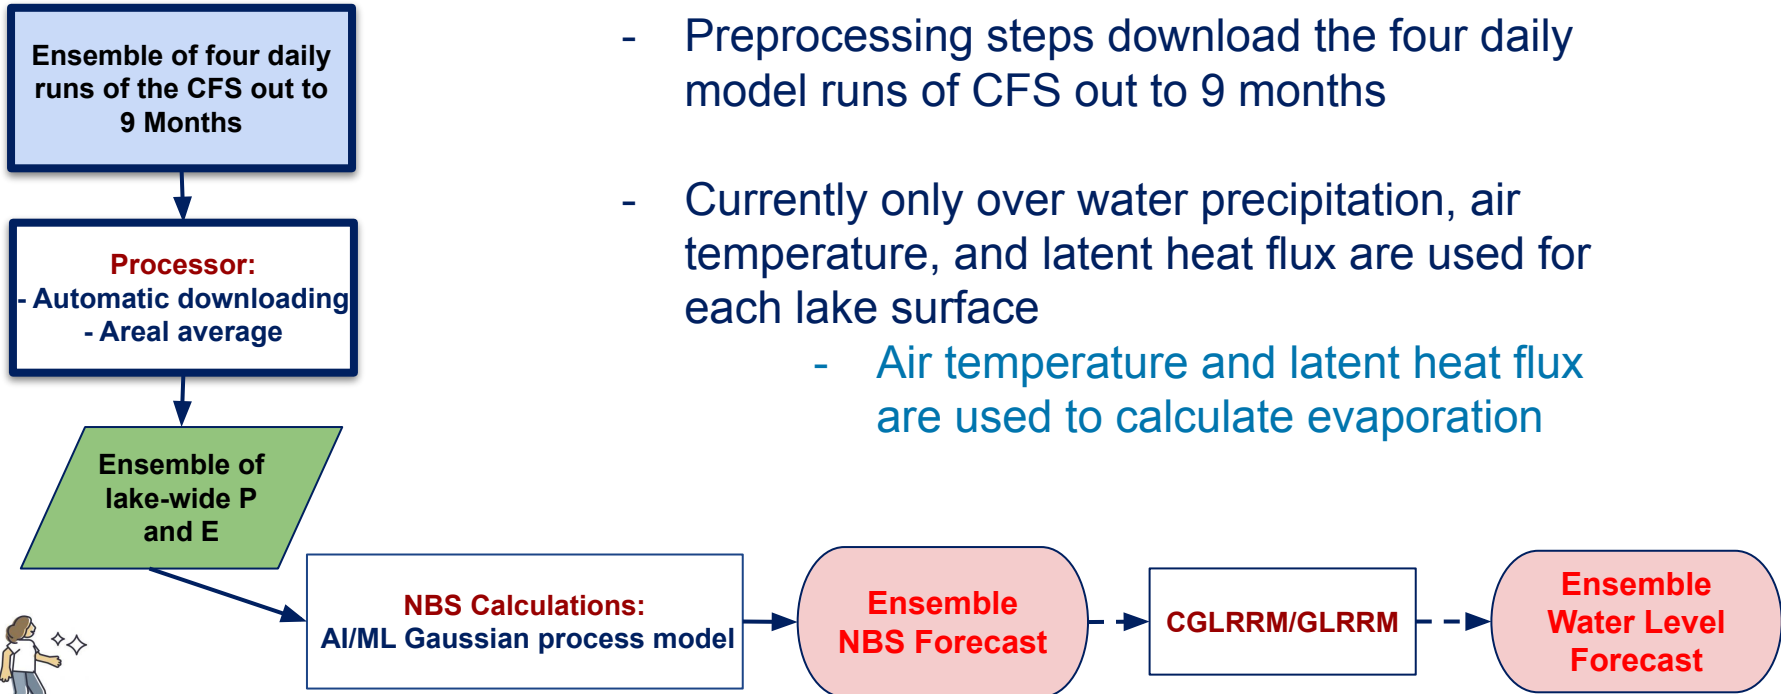 Ensemble of four daily
runs of the CFS out to
9 Months
Processor:
- Automatic downloading
- Areal average
Ensemble of
lake-wide P
and E
- Preprocessing steps download the four daily
model runs of CFS out to 9 months
- Currently only over water precipitation, air
temperature, and latent heat flux are used for
each lake surface
- Air temperature and latent heat flux
are used to calculate evaporation
NBS Calculations:
AI/ML Gaussian process model
Ensemble
NBS Forecast
CGLRRM/GLRRM
Ensemble
Water Level
Forecast